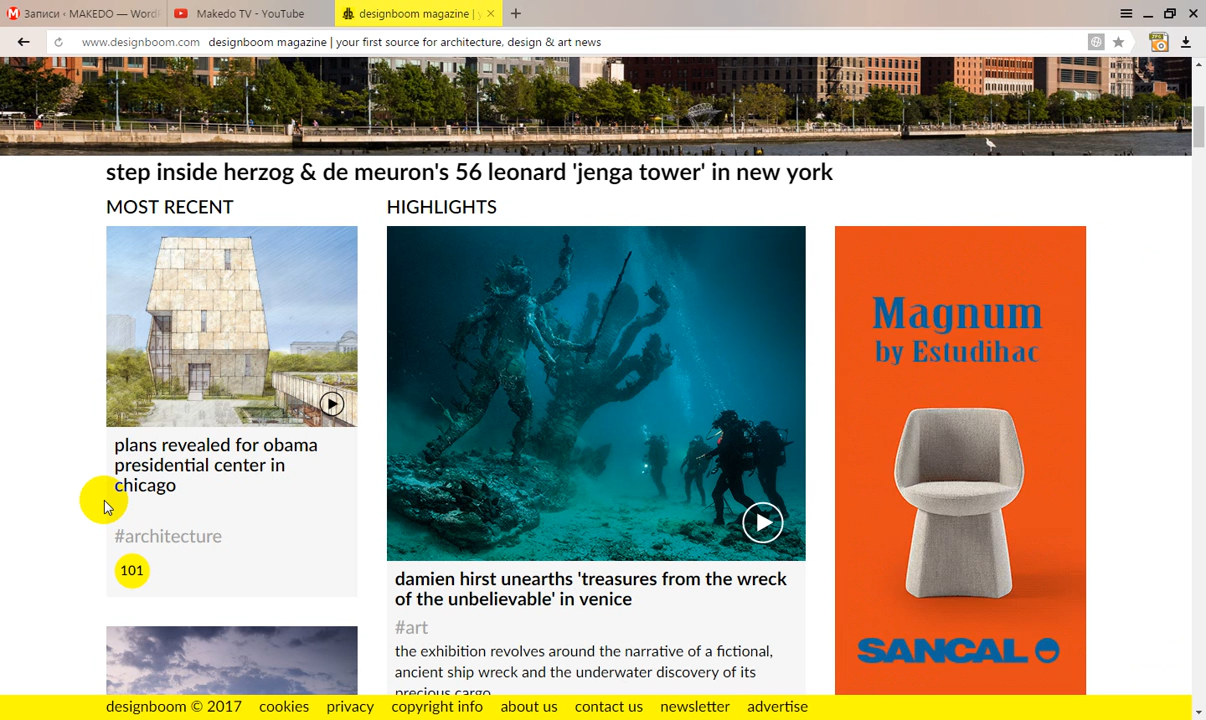 Записи ‹ MAKEDO — Word
Makedo TV - YouTube
designboom magazine | y
www.designboom.com designboom magazine | your first source for architecture, design & art news
step inside herzog & de meuron's 56 leonard 'jenga tower' in new york
MOST RECENT
plans revealed for obama
presidential center in
chicago
#architecture
101
HIGHLIGHTS
damien hirst unearths 'treasures from the wreck
of the unbelievable' in venice
#art
the exhibition revolves around the narrative of a fictional,
ancient ship wreck and the underwater discovery of its
precious cargo
Magnum
by Estudihac
SANCAL
designboom © 2017 cookies privacy copyright info about us contact us newsletter advertise